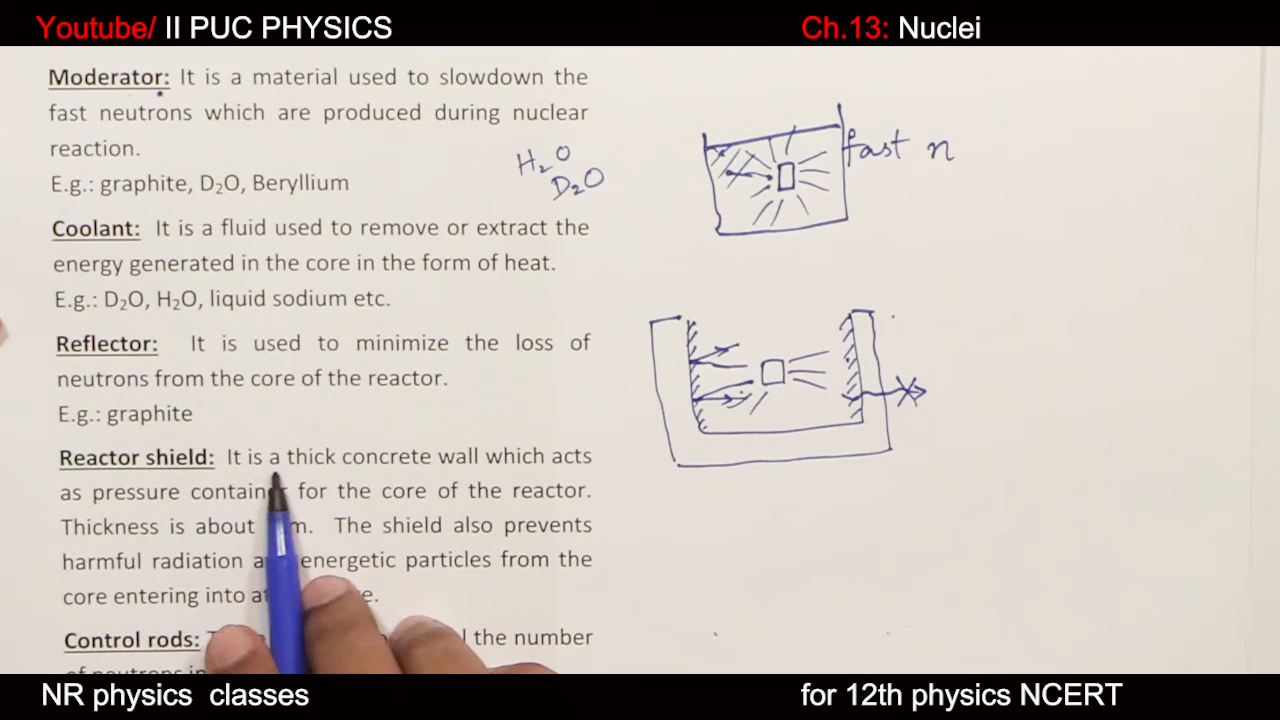 Youtube/ II PUC PHYSICS
Ch.13: Nuclei
Moderator: It is a material used to slowdown the
fast neutrons which are produced during nuclear
reaction.
E.g.: graphite, D₂O, Beryllium
H₂O
D₂O
fast n
Coolant: It is a fluid used to remove or extract the
energy generated in the core in the form of heat.
E.g.: D₂O, H₂O, liquid sodium etc.
Reflector: It is used to minimize the loss of
neutrons from the core of the reactor.
E.g.: graphite
Reactor shield: It is a thick concrete wall which acts
as pressure for the core of the reactor.
Thickness is about The shield also prevents
harmful radiation energetic particles from the
core entering into
Control rods: the number
of neutrons
NR physics classes
for 12th physics NCERT